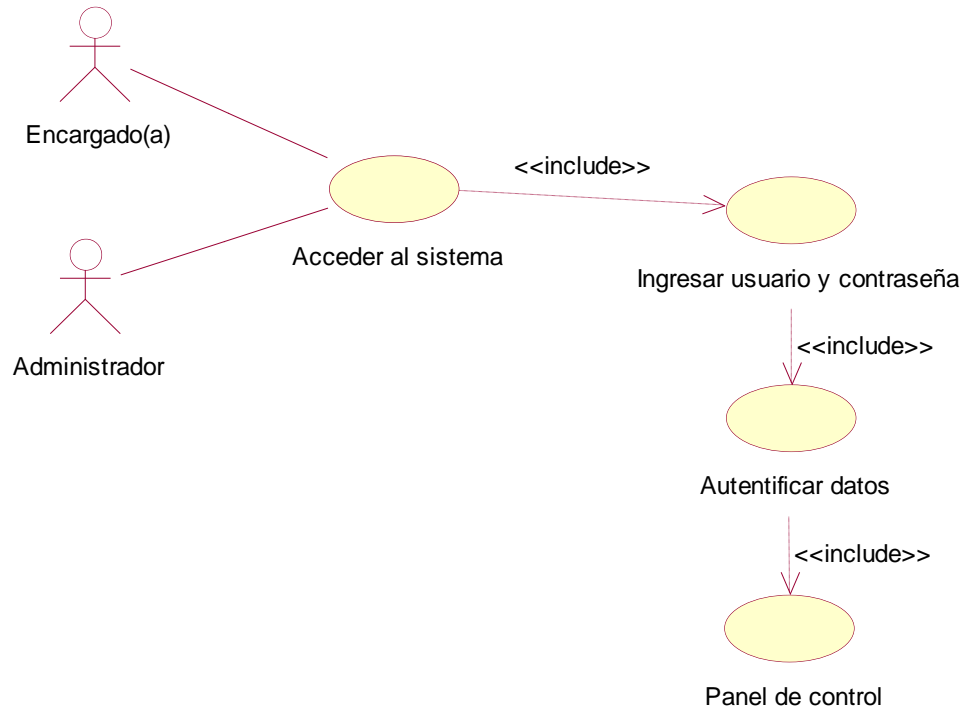 Encargado(a)
<<include>>
Acceder al sistema
Ingresar usuario y contraseña
Administrador
<<include>>
Autentificar datos
<<include>>
Panel de control